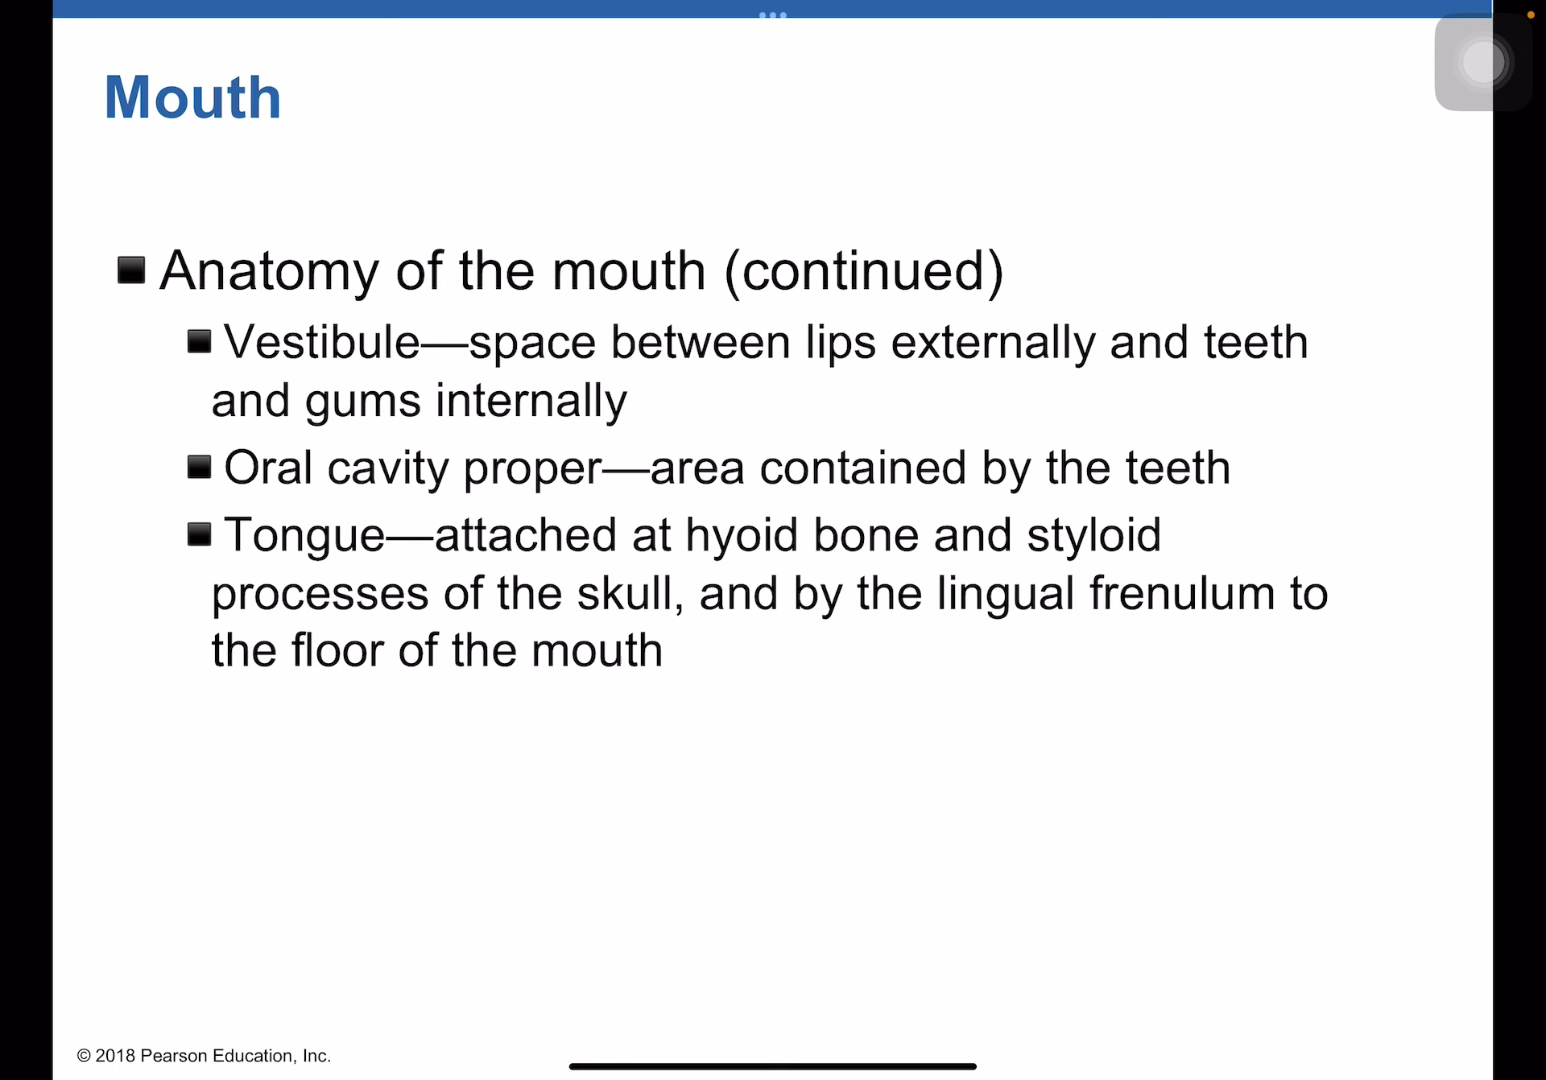 Mouth
Anatomy of the mouth (continued)
Vestibule—space between lips externally and teeth
and gums internally
Oral cavity proper—area contained by the teeth
Tongue—attached at hyoid bone and styloid
processes of the skull, and by the lingual frenulum to
the floor of the mouth
© 2018 Pearson Education, Inc.